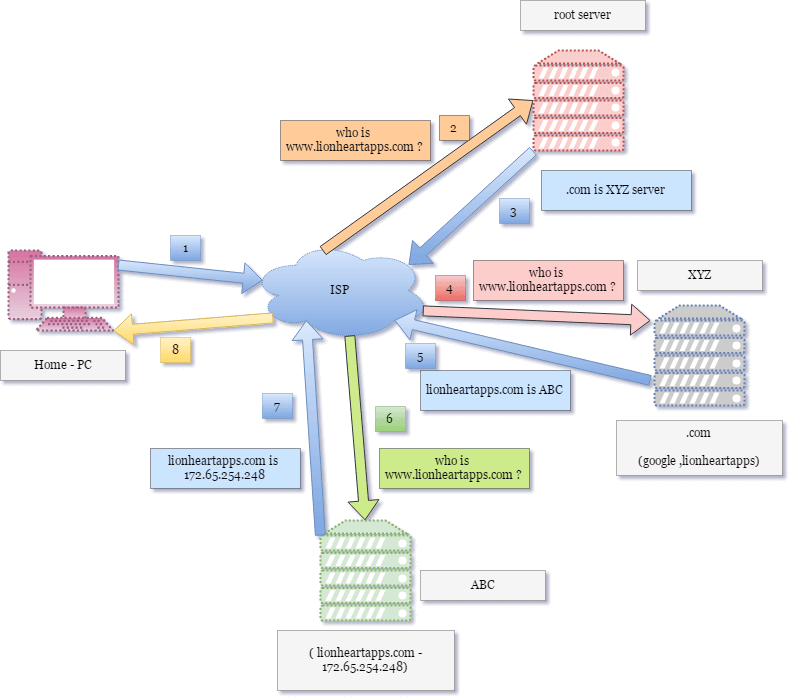 root server
2
who is
www.lionheartapps.com ?
3
.com is XYZ server
1
ISP
4
who is
www.lionheartapps.com ?
XYZ
8
Home - PC
5
lionheartapps.com is ABC
7
6
.com
(google ,lionheartapps)
lionheartapps.com is
172.65.254.248
who is
www.lionheartapps.com ?
ABC
( lionheartapps.com -
172.65.254.248)